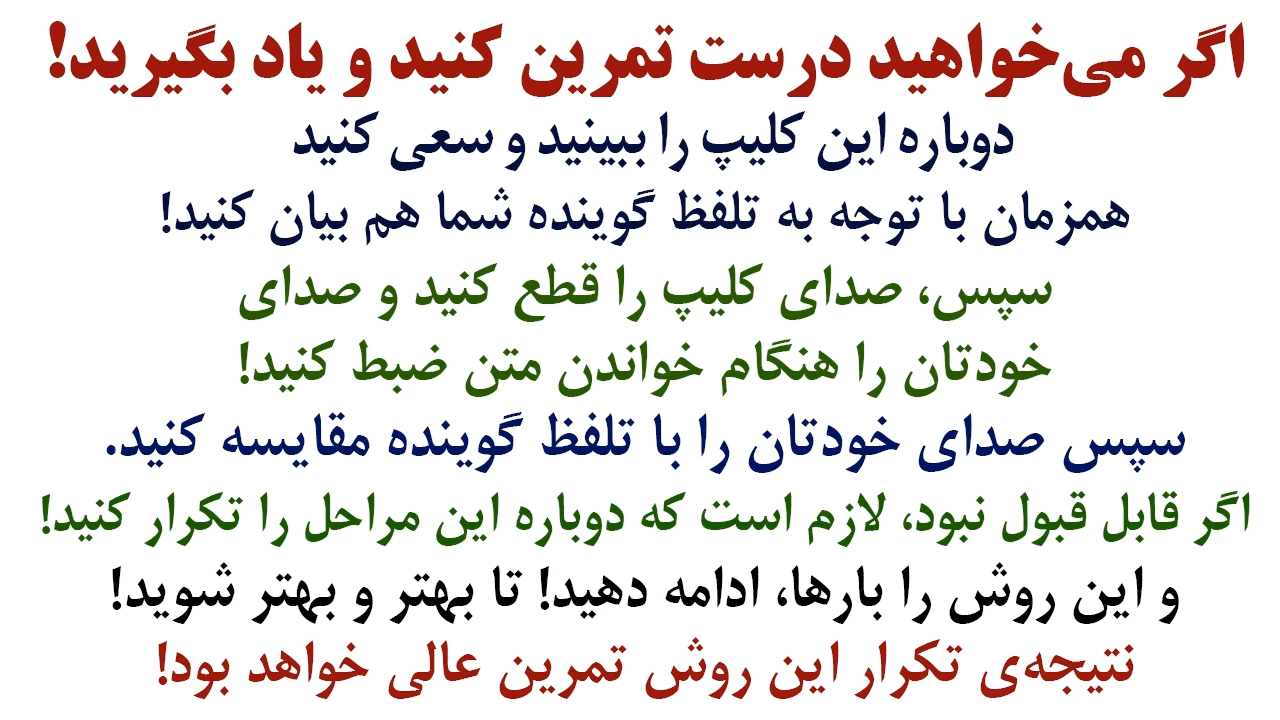 اگر می‌خواهید درست تمرین کنید و یاد بگیرید!
دوباره این کلیپ را ببینید و سعی کنید
همزمان با توجه به تلفظ گوینده شما هم بیان کنید!
سپس، صدای کلیپ را قطع کنید و صدای
خودتان را هنگام خواندن متن ضبط کنید!
سپس صدای خودتان را با تلفظ گوینده مقایسه کنید.
اگر قابل قبول نبود، لازم است که دوباره این مراحل را تکرار کنید!
و این روش را بارها، ادامه دهید! تا بهتر و بهتر شوید!
نتیجه‌ی تکرار این روش تمرین عالی خواهد بود!